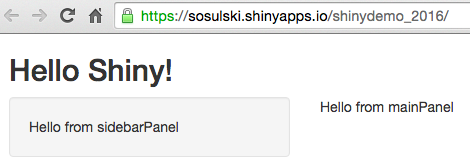 https://sosulski.shinyapps.io/shinydemo_2016/
Hello Shiny!
Hello from sidebarPanel
Hello from mainPanel